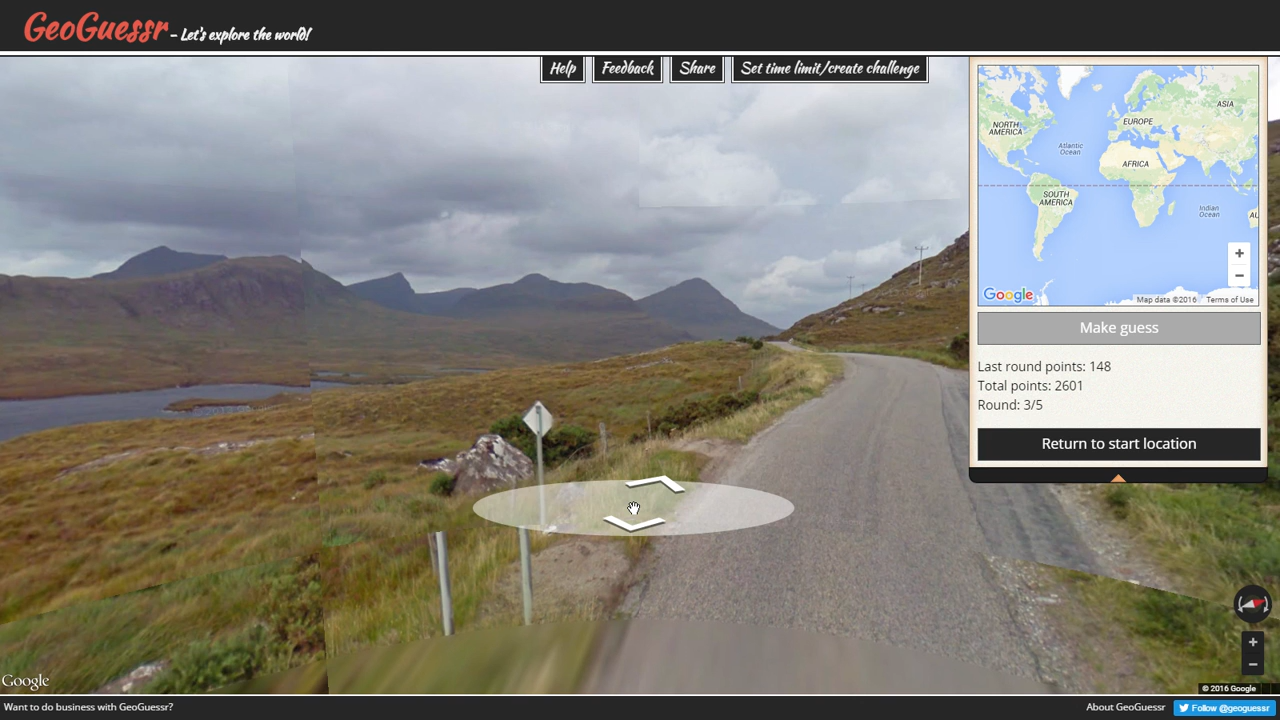 GeoGuessr - Let's explore the world!
Help
Feedback
Share
Set time limit/create challenge
NORTH
AMERICA
Atlantic
Ocean
EUROPE
ASIA
AFRICA
SOUTH
AMERICA
Indian
Ocean
AU
+
−
Google
Map data ©2016
Terms of Use
Make guess
Last round points: 148
Total points: 2601
Round: 3/5
Return to start location
+
−
Google
© 2016 Google
Want to do business with GeoGuessr?
About GeoGuessr
Follow @geoguessr